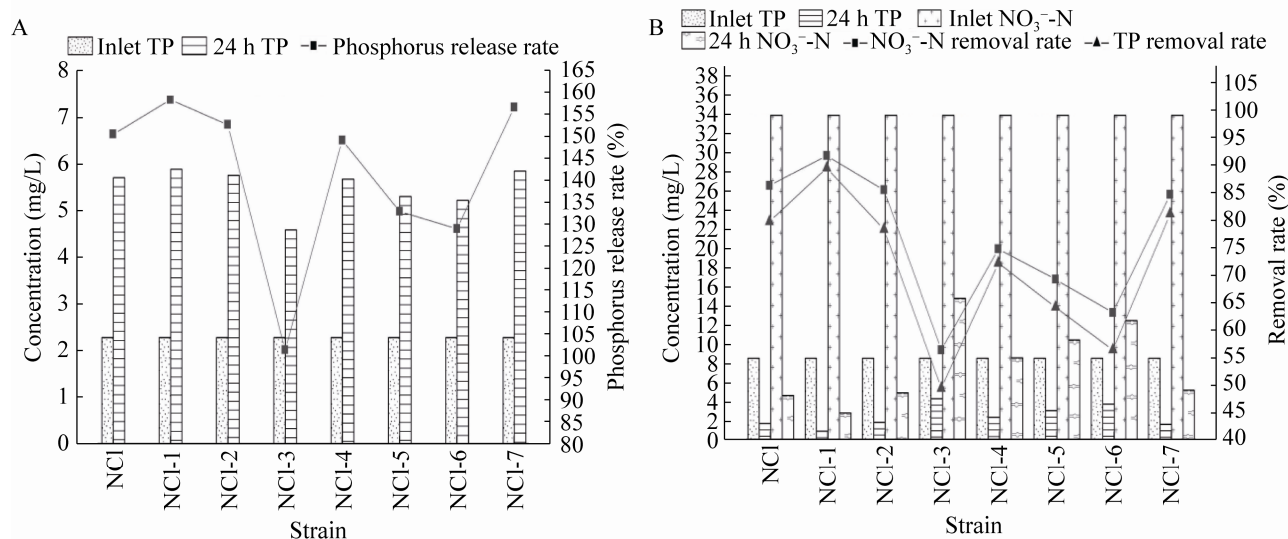 A
Inlet TP 24 h TP Phosphorus release rate
Concentration (mg/L)
8
7
6
5
4
3
2
1
0
165
160
155
150
145
140
135
130
125
120
115
110
105
100
95
90
85
80
Phosphorus release rate (%)
NCl
NCl-1
NCl-2
NCl-3
NCl-4
NCl-5
NCl-6
NCl-7
Strain
B
Inlet TP 24 h TP Inlet NO₃⁻-N
24 h NO₃⁻-N NO₃⁻-N removal rate TP removal rate
Concentration (mg/L)
38
36
34
32
30
28
26
24
22
20
18
16
14
12
10
8
6
4
2
0
105
100
95
90
85
80
75
70
65
60
55
50
45
40
Removal rate (%)
NCl
NCl-1
NCl-2
NCl-3
NCl-4
NCl-5
NCl-6
NCl-7
Strain